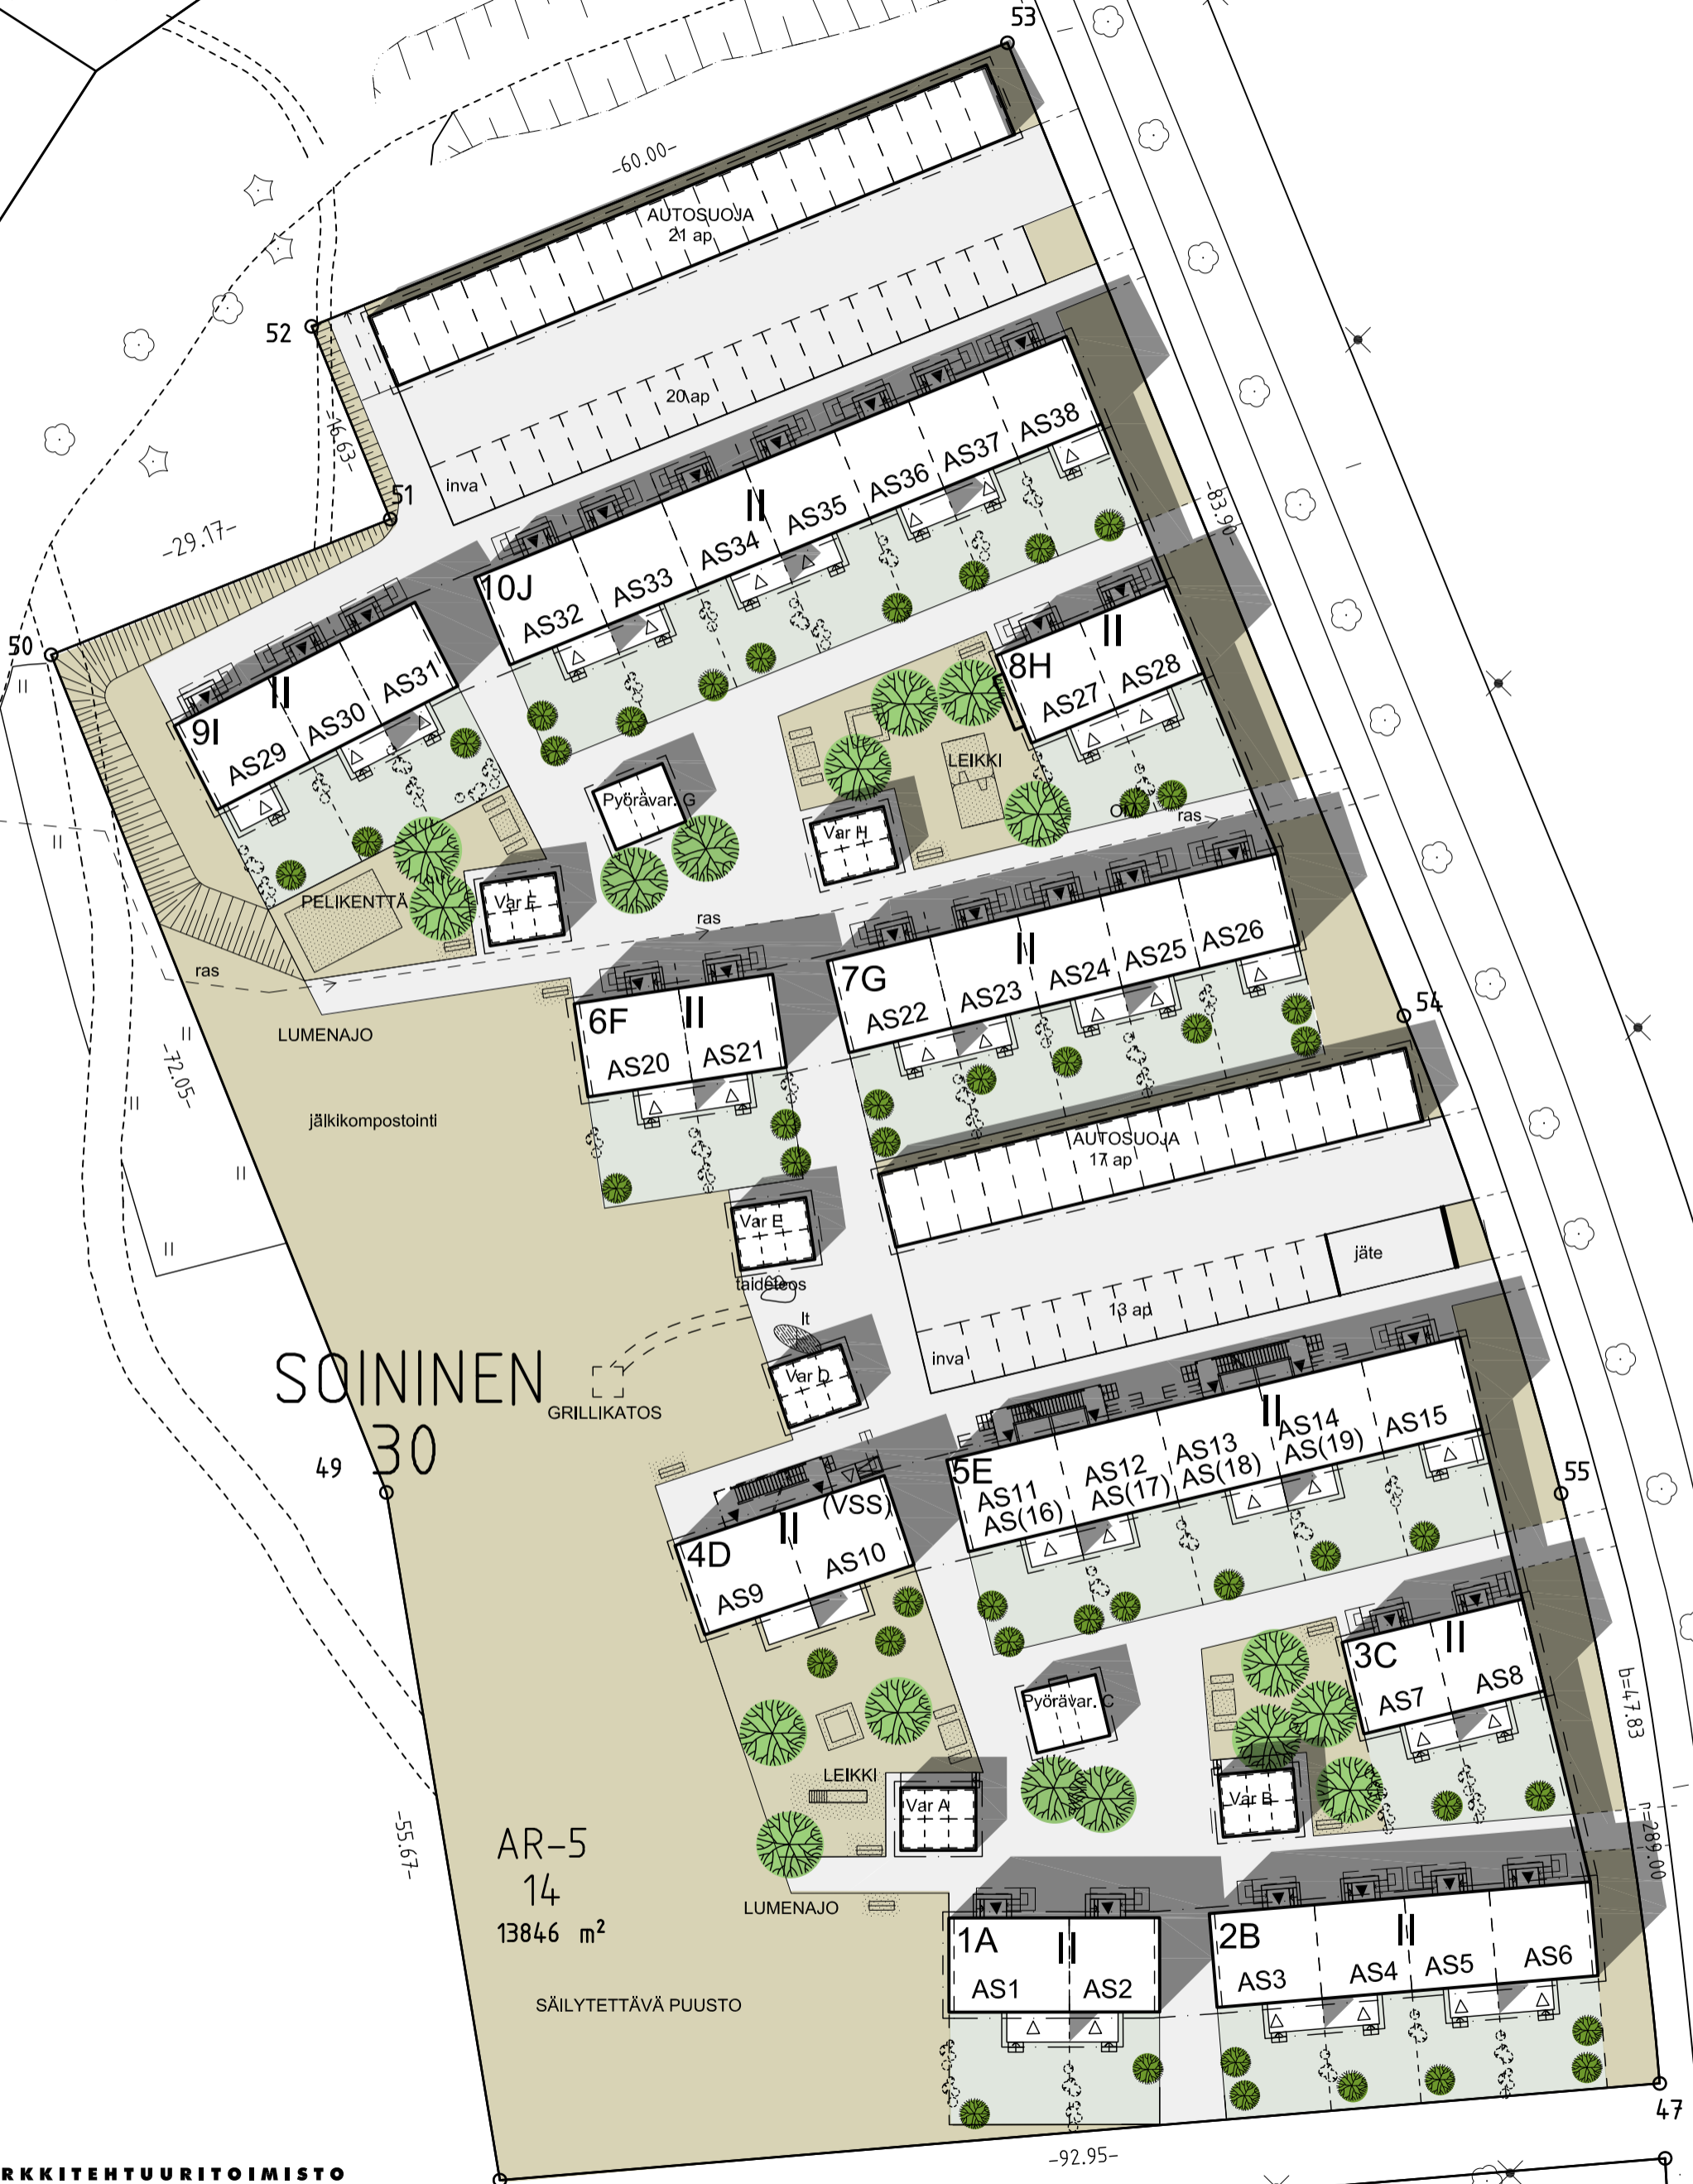 53
-60.00-
AUTOSUOJA
21 ap
52
20 ap
-16.63-
inva
51
-29.17-
-83.90-
10J
II
AS32
AS33
AS34
AS35
AS36
AS37
AS38
50
9I
II
AS29
AS30
AS31
8H
II
AS27
AS28
LEIKKI
Pyörävar. G
Var H
ras
PELIKENTTÄ
Var F
ras
ras
LUMENAJO
6F
II
AS20
AS21
7G
II
AS22
AS23
AS24
AS25
AS26
54
-72.05-
jälkikompostointi
AUTOSUOJA
17 ap
Var E
taideteos
lt
jäte
13 ap
inva
SOININEN
30
GRILLIKATOS
Var D
49
4D
II
(VSS)
AS9
AS10
5E
II
AS11
AS(16)
AS12
AS(17)
AS13
AS(18)
AS14
AS(19)
AS15
55
3C
II
AS7
AS8
Pyörävar. C
b=47.83
LEIKKI
Var A
Var B
r=289.00
-55.67-
AR-5
14
13846 m²
LUMENAJO
1A
II
AS1
AS2
2B
II
AS3
AS4
AS5
AS6
SÄILYTETTÄVÄ PUUSTO
47
-92.95-
RKKITEHTUURITOIMISTO